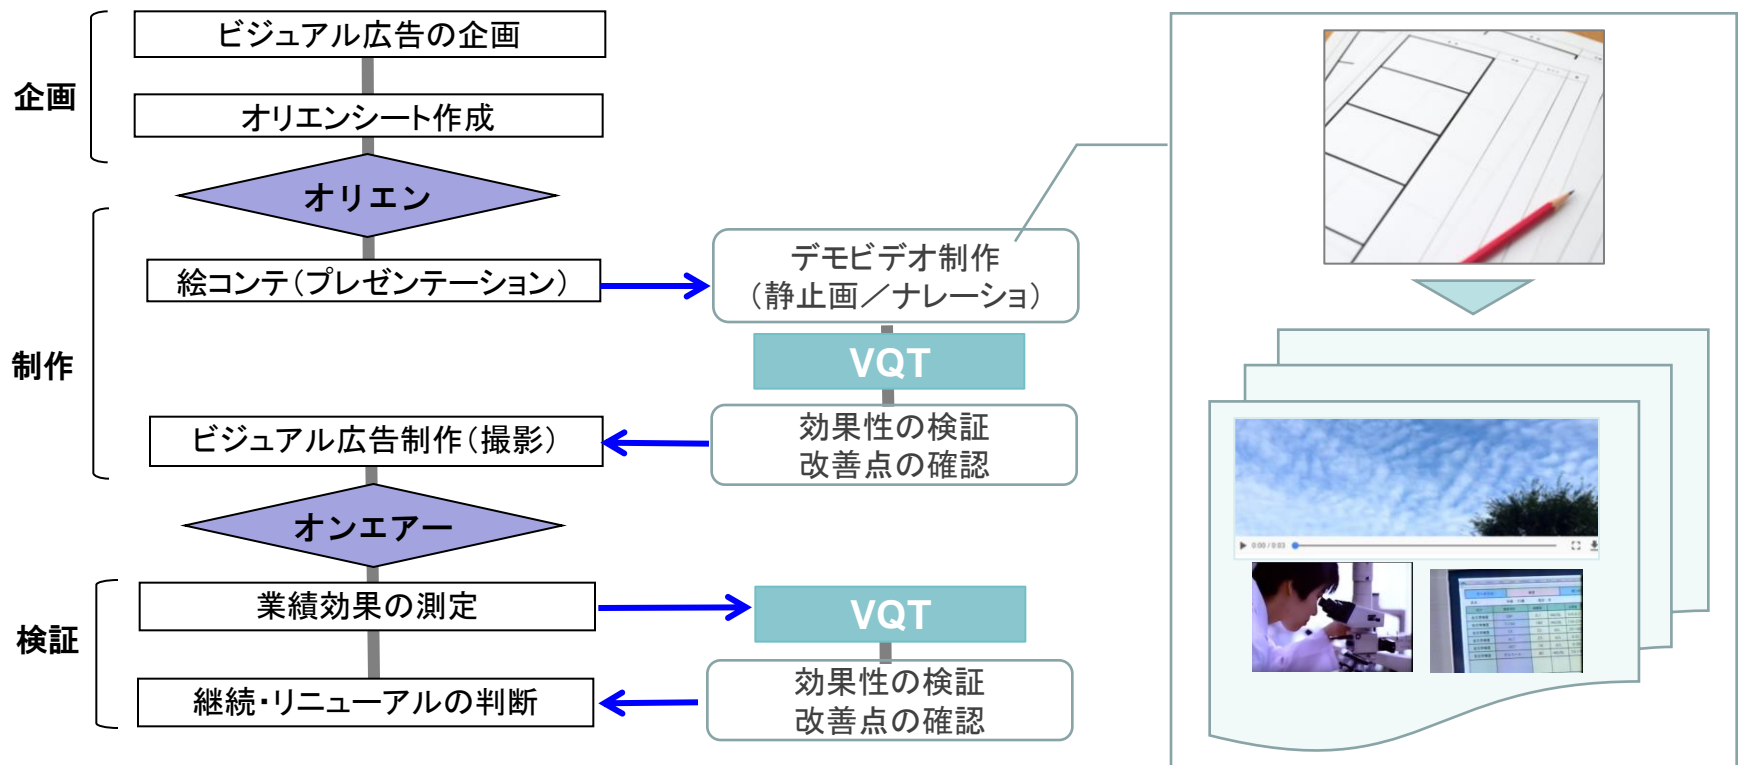 企画
ビジュアル広告の企画
オリエンシート作成
オリエン
制作
絵コンテ（プレゼンテーション）
デモビデオ制作
（静止画／ナレーショ）
VQT
効果性の検証
改善点の確認
ビジュアル広告制作（撮影）
オンエアー
検証
業績効果の測定
VQT
効果性の検証
改善点の確認
継続・リニューアルの判断
0:00 / 0:03